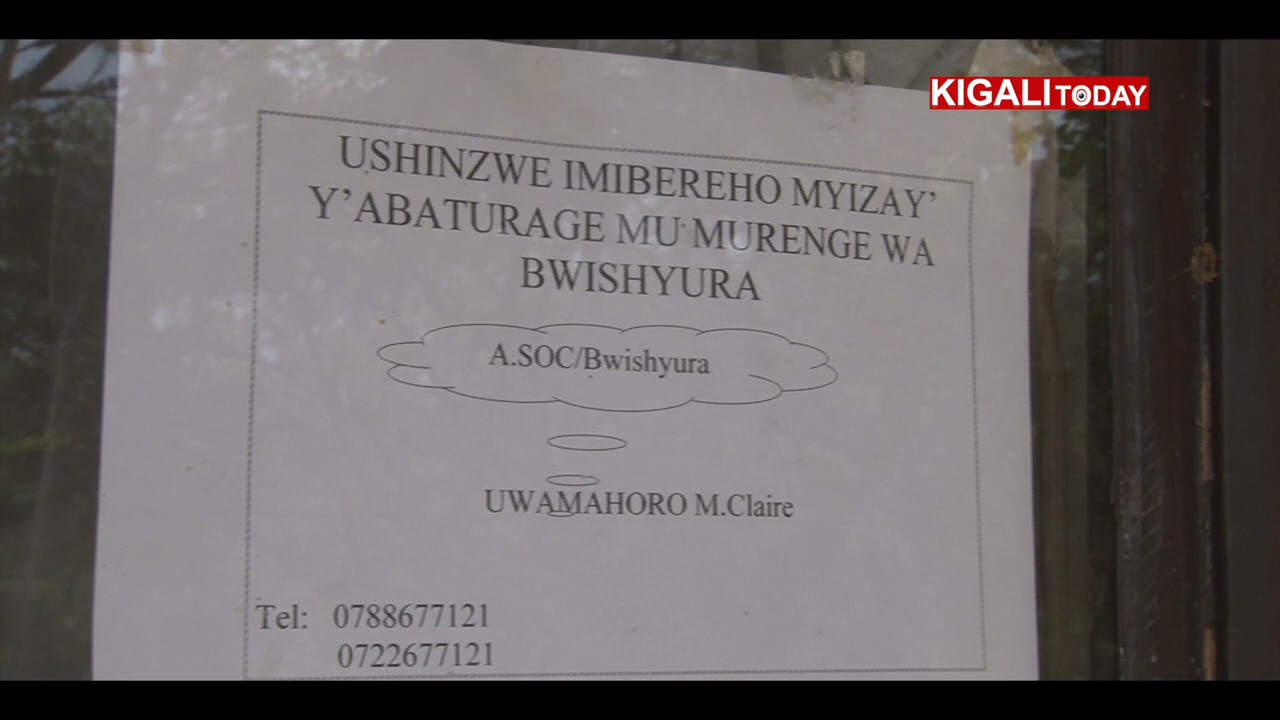 KIGALI TODAY
USHINZWE IMIBEREHO MYIZAY’
Y’ABATURAGE MU MURENGE WA
BWISHYURA
A.SOC/Bwishyura
UWAMAHORO M.Claire
Tel: 0788677121
0722677121